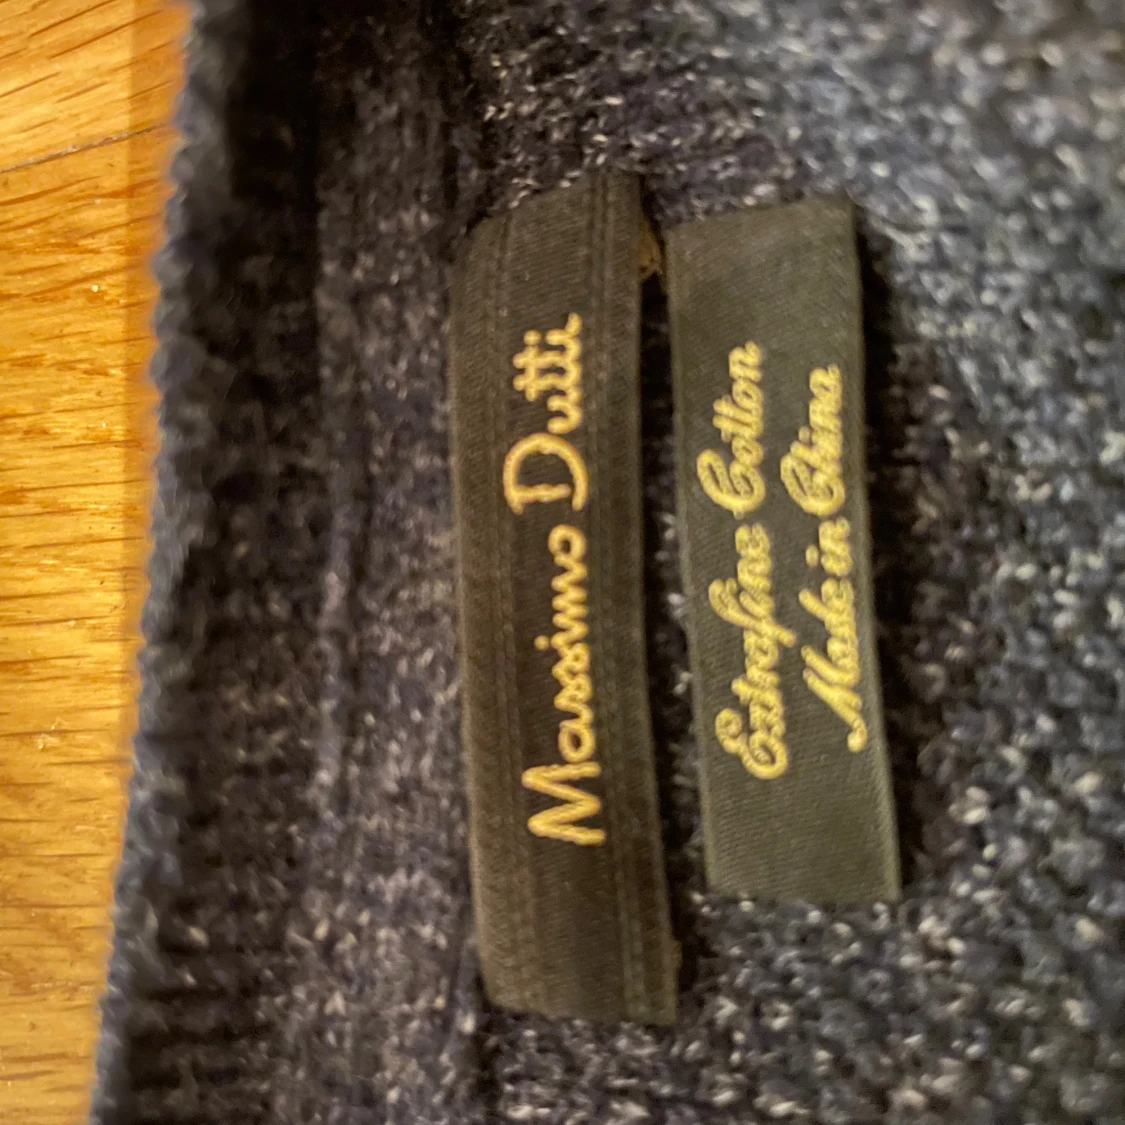 Massimo Dutti
Extrafine Cotton
Made in China